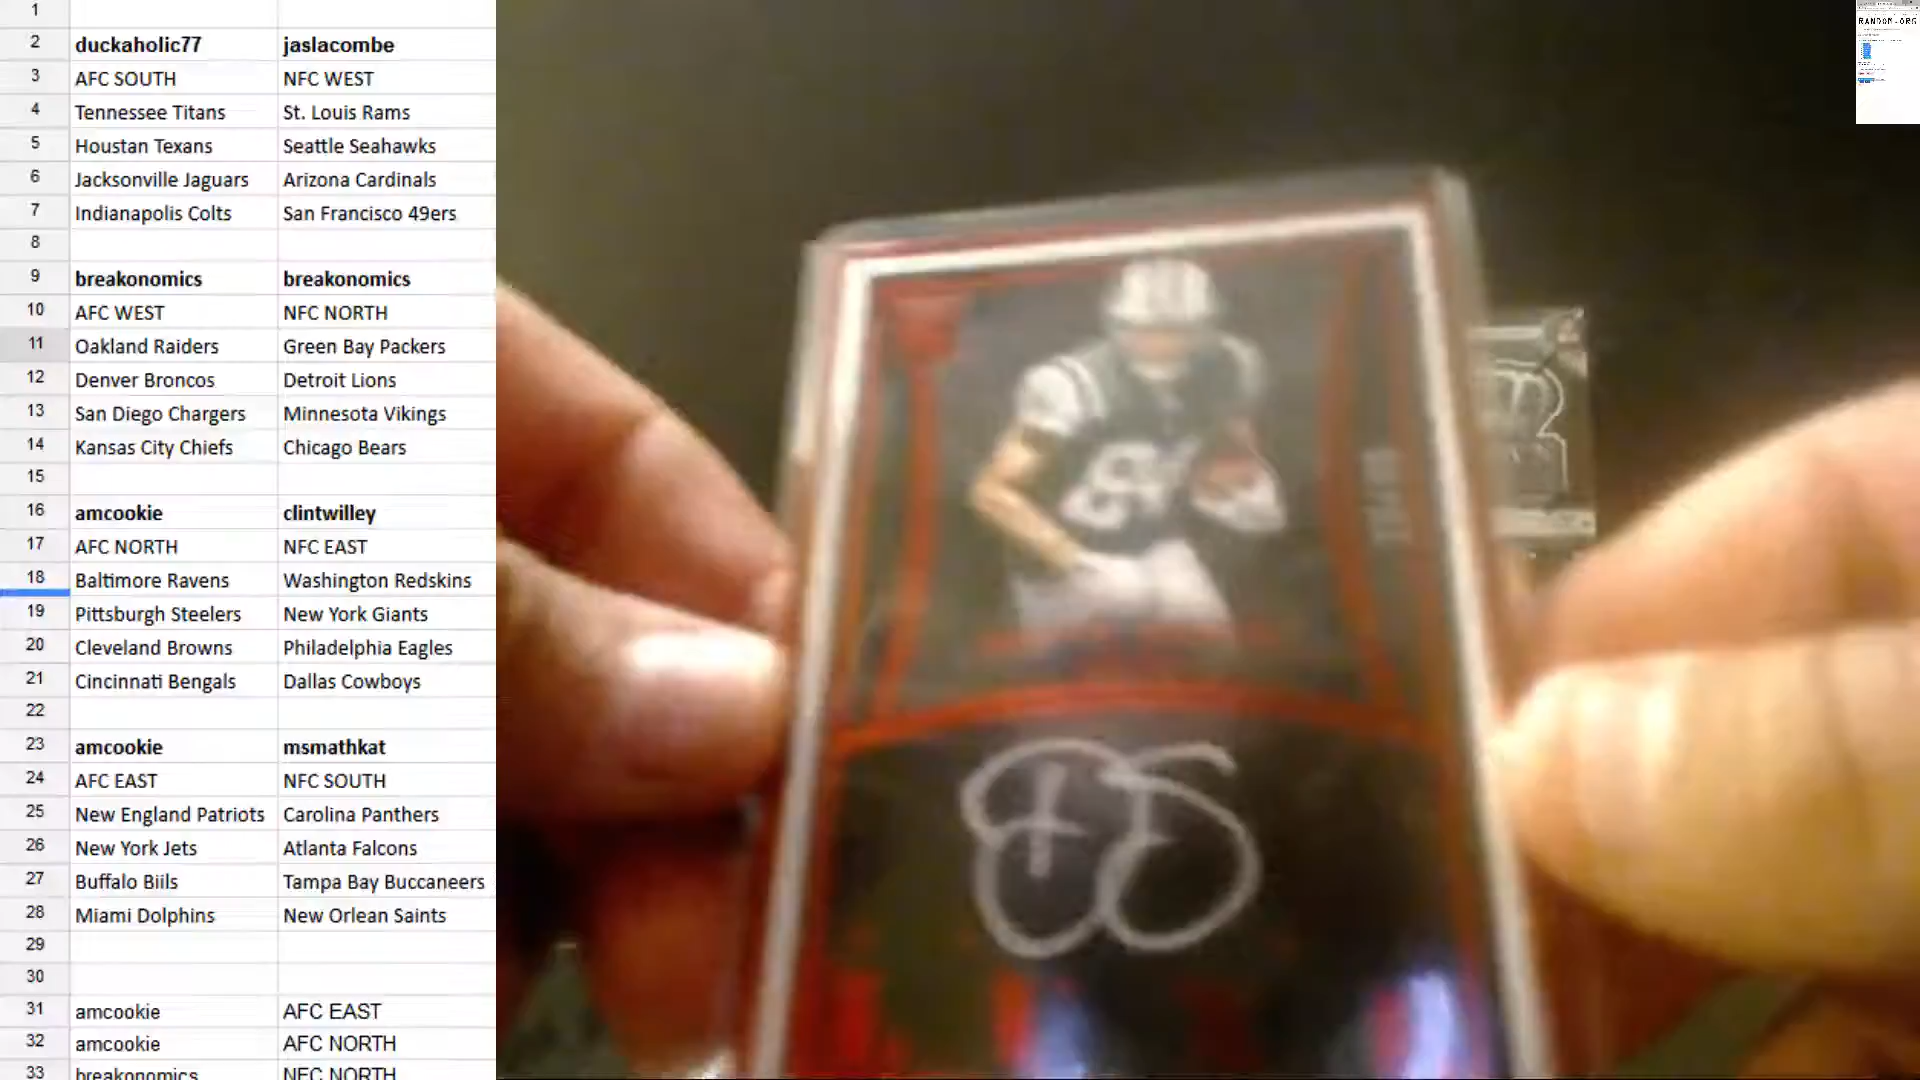 1
2 duckaholic77 jaslacombe
3 AFC SOUTH NFC WEST
4 Tennessee Titans St. Louis Rams
5 Houstan Texans Seattle Seahawks
6 Jacksonville Jaguars Arizona Cardinals
7 Indianapolis Colts San Francisco 49ers
8
9 breakonomics breakonomics
10 AFC WEST NFC NORTH
11 Oakland Raiders Green Bay Packers
12 Denver Broncos Detroit Lions
13 San Diego Chargers Minnesota Vikings
14 Kansas City Chiefs Chicago Bears
15
16 amcookie clintwilley
17 AFC NORTH NFC EAST
18 Baltimore Ravens Washington Redskins
19 Pittsburgh Steelers New York Giants
20 Cleveland Browns Philadelphia Eagles
21 Cincinnati Bengals Dallas Cowboys
22
23 amcookie msmathkat
24 AFC EAST NFC SOUTH
25 New England Patriots Carolina Panthers
26 New York Jets Atlanta Falcons
27 Buffalo Biils Tampa Bay Buccaneers
28 Miami Dolphins New Orlean Saints
29
30
31 amcookie AFC EAST
32 amcookie AFC NORTH
33 breakonomics NFC NORTH
RANDOM.ORG